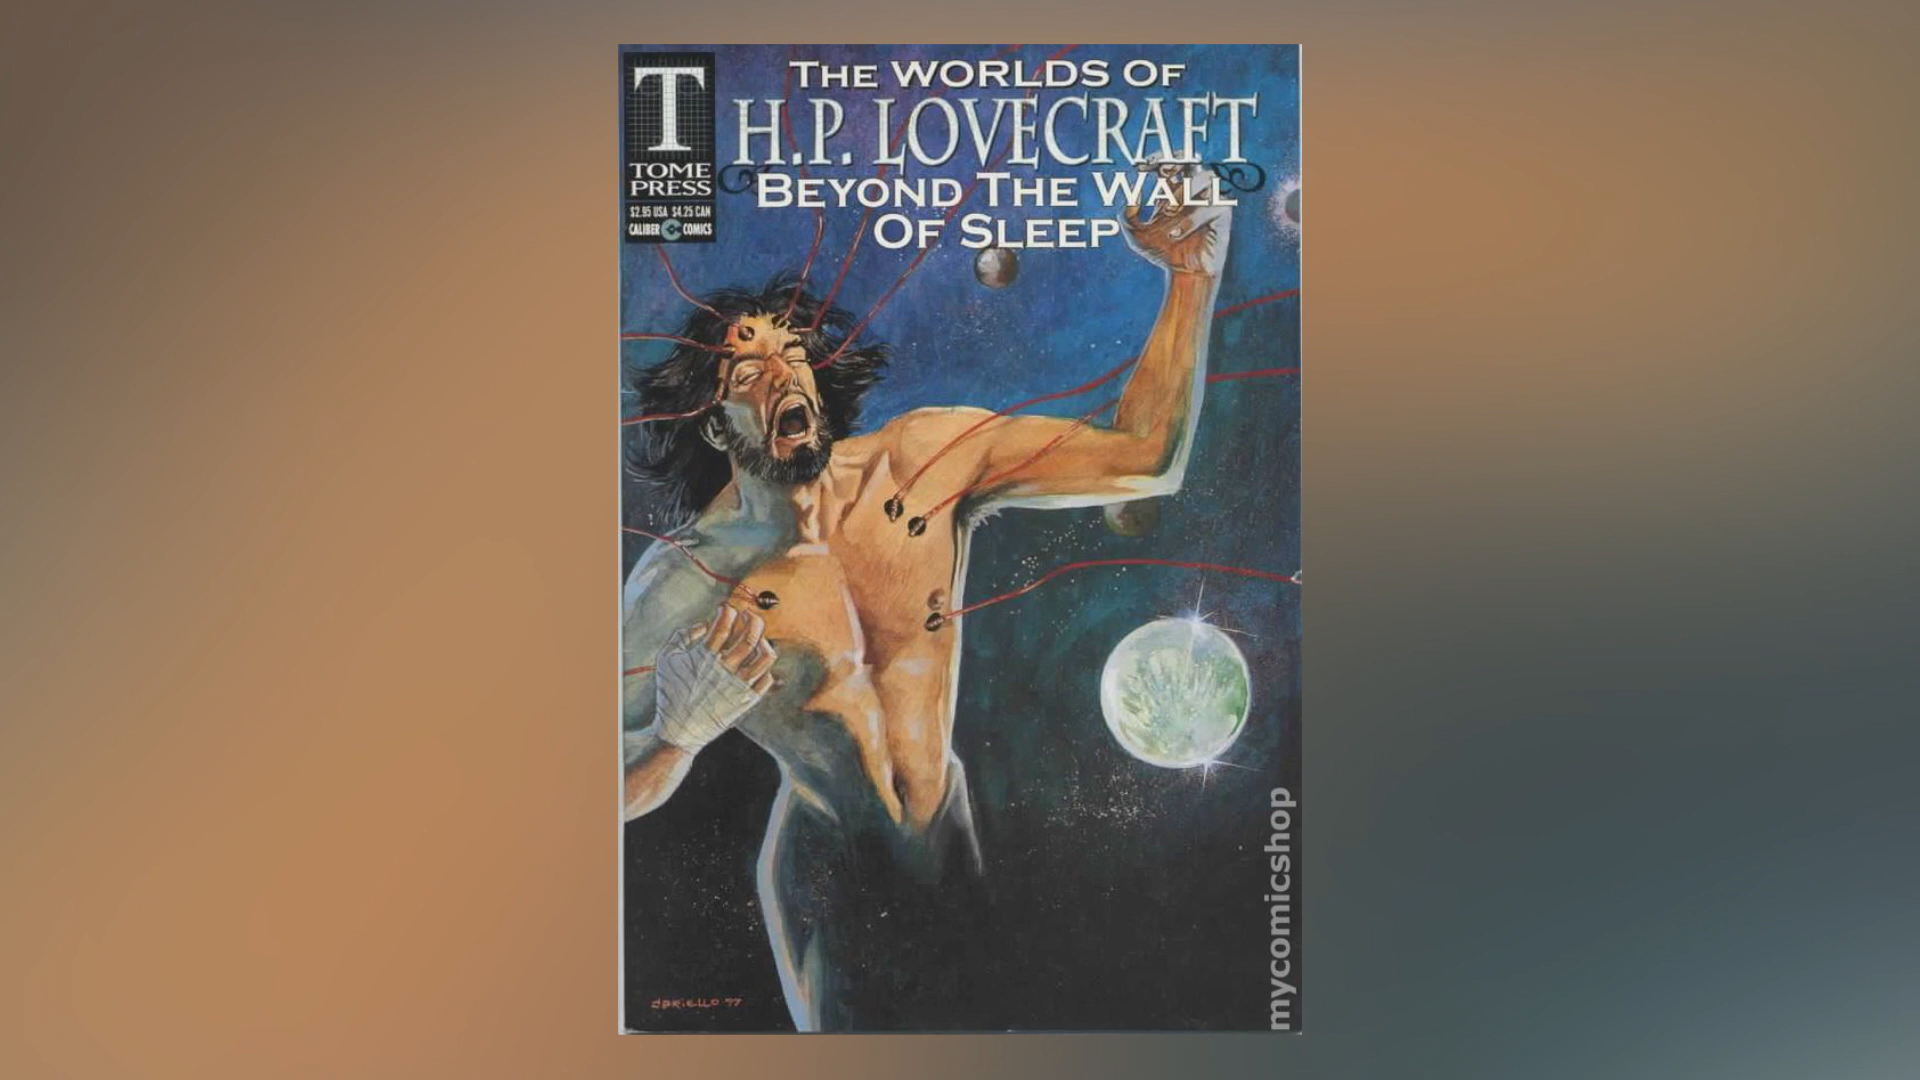 T
TOME
PRESS
$2.95 USA $4.25 CAN
CALIBER COMICS
THE WORLDS OF
H.P. LOVECRAFT
BEYOND THE WALL
OF SLEEP
mycomicshop